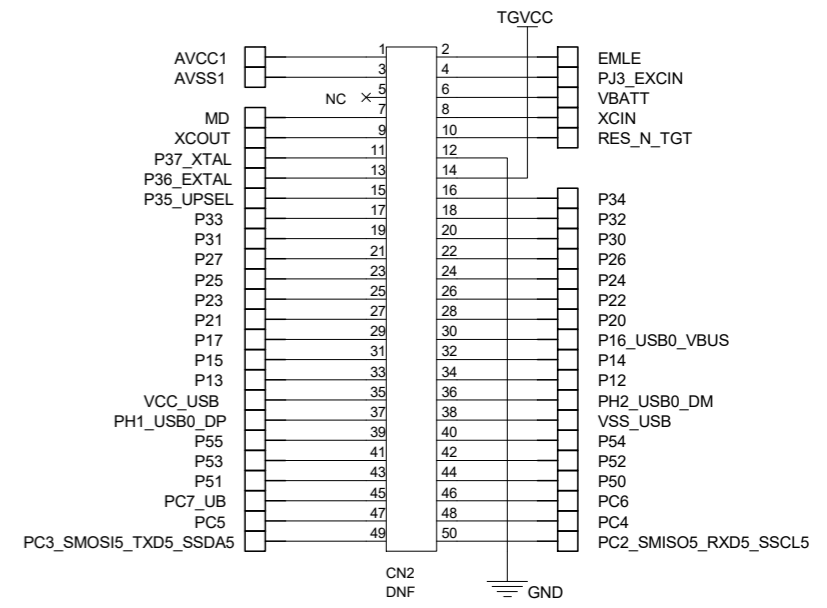 TGVCC
AVCC1 1 2 EMLE
AVSS1 3 4 PJ3_EXCIN
NC 5 6 VBATT
MD 7 8 XCIN
XCOUT 9 10 RES_N_TGT
P37_XTAL 11 12
P36_EXTAL 13 14
P35_UPSEL 15 16 P34
P33 17 18 P32
P31 19 20 P30
P27 21 22 P26
P25 23 24 P24
P23 25 26 P22
P21 27 28 P20
P17 29 30 P16_USB0_VBUS
P15 31 32 P14
P13 33 34 P12
VCC_USB 35 36 PH2_USB0_DM
PH1_USB0_DP 37 38 VSS_USB
P55 39 40 P54
P53 41 42 P52
P51 43 44 P50
PC7_UB 45 46 PC6
PC5 47 48 PC4
PC3_SMOSI5_TXD5_SSDA5 49 50 PC2_SMISO5_RXD5_SSCL5
CN2
DNF GND